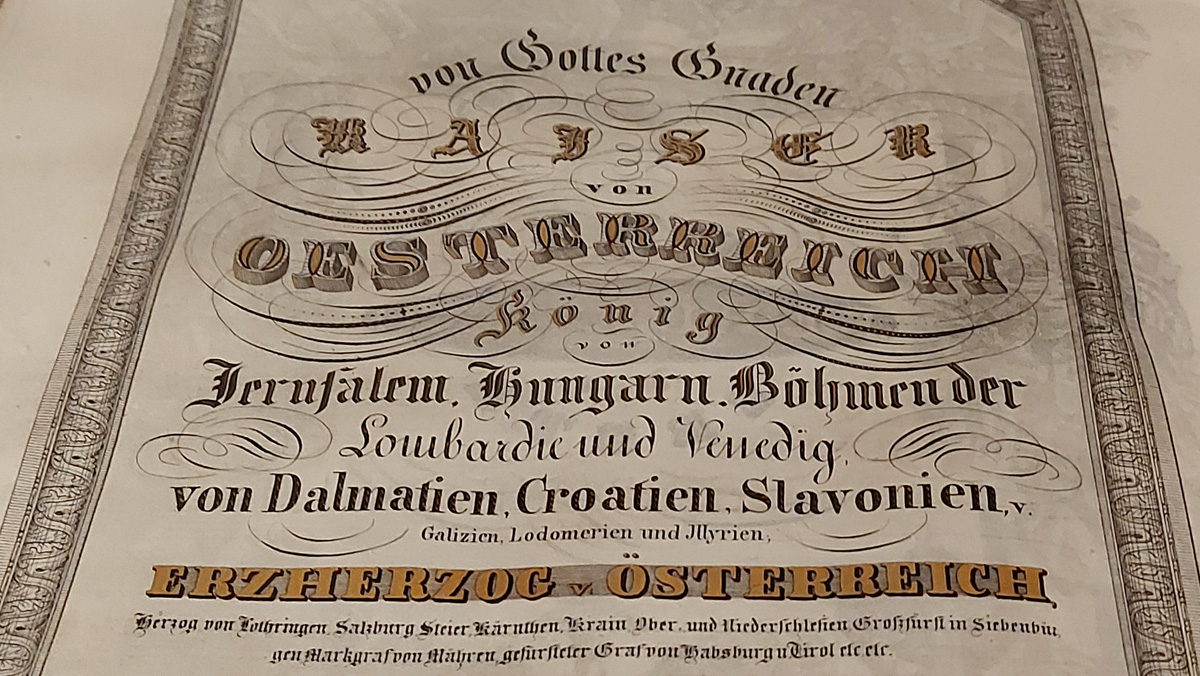 von Gottes Gnaden
KAISER
von
OESTERREICH
König
von
Jerusalem, Hungarn, Böhmen der
Lombardie und Venedig,
von Dalmatien, Croatien, Slavonien, v.
Galizien, Lodomerien und Illyrien,
ERZHERZOG v. ÖSTERREICH,
Herzog von Lothringen, Salzburg Steier, Kärnthen, Krain Ober. und Niederschlesien Großfürst in Siebenbür
gen Markgraf von Mähren, gefürsteter Graf von Habsburg u Tirol etc etc.